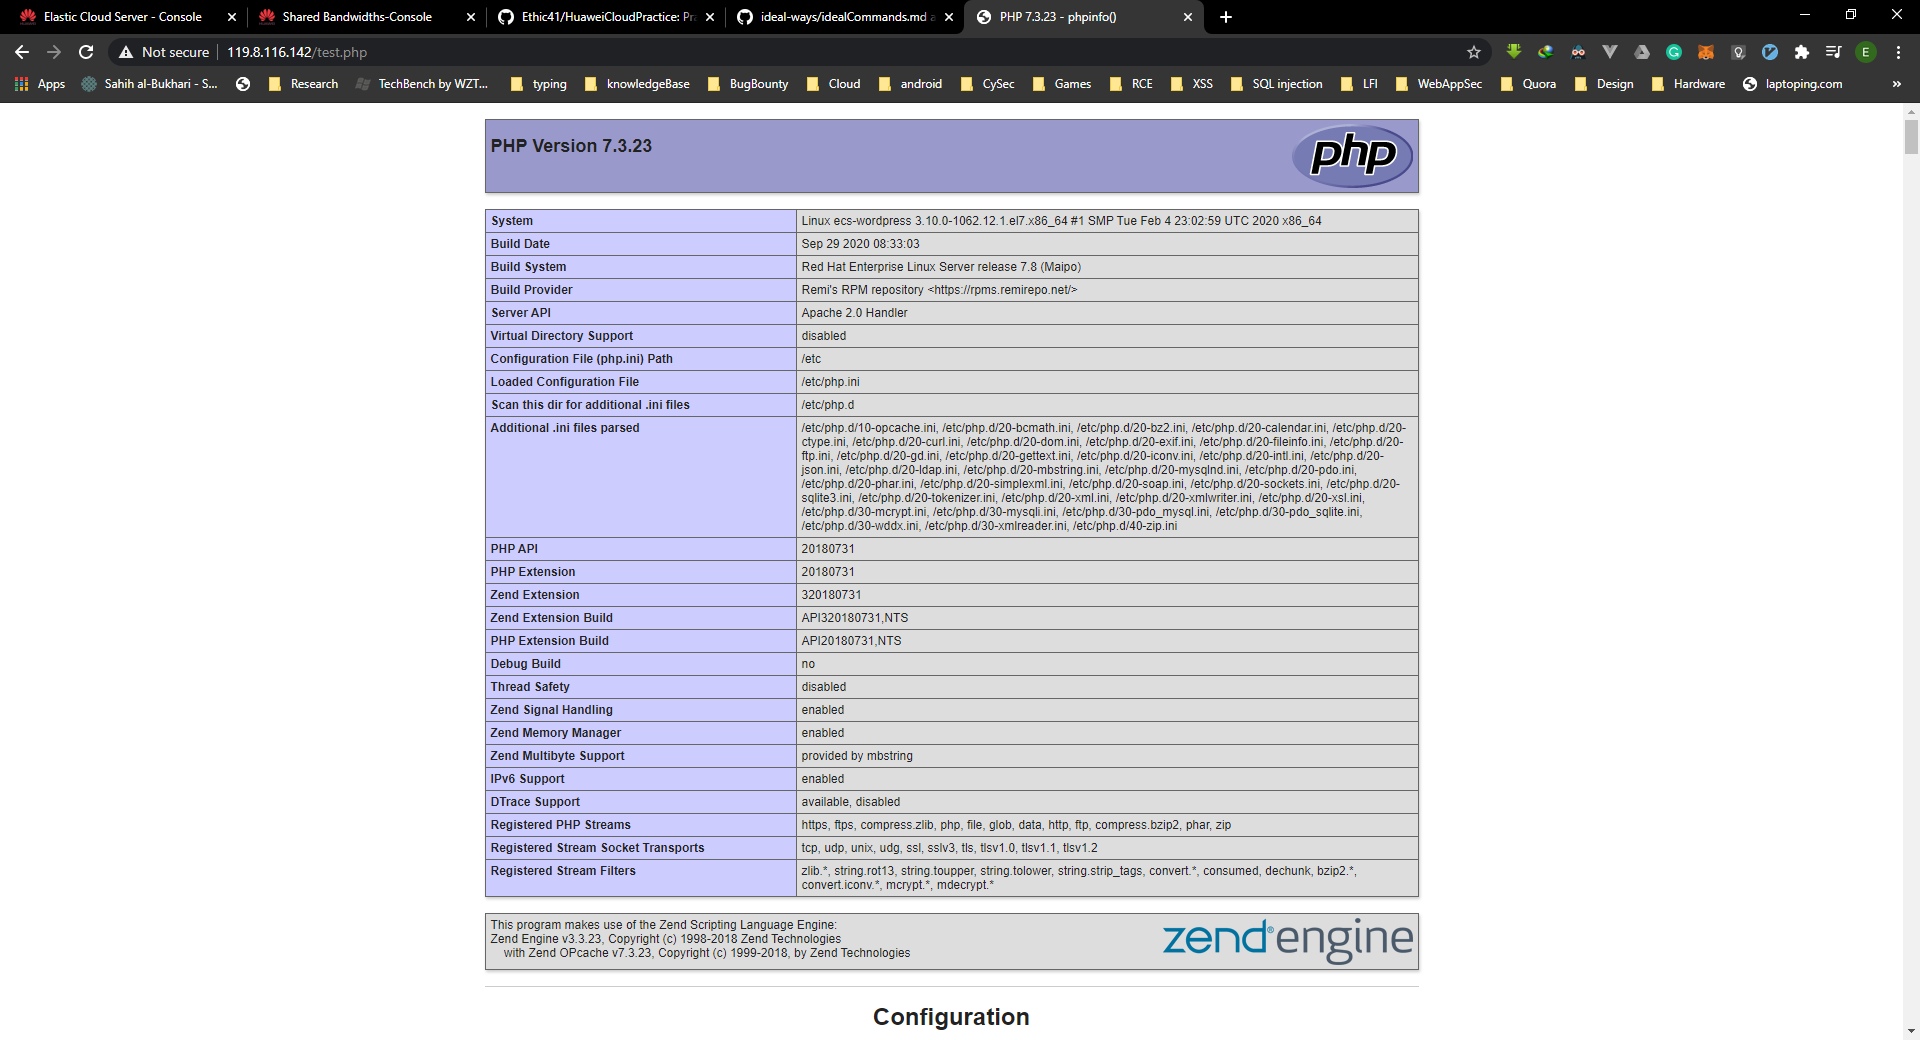 Elastic Cloud Server - Console
Shared Bandwidths-Console
Ethic41/HuaweiCloudPractice: Pra
ideal-ways/idealCommands.md a
PHP 7.3.23 - phpinfo()
Not secure
119.8.116.142/test.php
E
Apps
Sahih al-Bukhari - S...
Research
TechBench by WZT...
typing
knowledgeBase
BugBounty
Cloud
android
CySec
Games
RCE
XSS
SQL injection
LFI
WebAppSec
Quora
Design
Hardware
laptoping.com
»
PHP Version 7.3.23
php
System
Linux ecs-wordpress 3.10.0-1062.12.1.el7.x86_64 #1 SMP Tue Feb 4 23:02:59 UTC 2020 x86_64
Build Date
Sep 29 2020 08:33:03
Build System
Red Hat Enterprise Linux Server release 7.8 (Maipo)
Build Provider
Remi's RPM repository <https://rpms.remirepo.net/>
Server API
Apache 2.0 Handler
Virtual Directory Support
disabled
Configuration File (php.ini) Path
/etc
Loaded Configuration File
/etc/php.ini
Scan this dir for additional .ini files
/etc/php.d
Additional .ini files parsed
/etc/php.d/10-opcache.ini, /etc/php.d/20-bcmath.ini, /etc/php.d/20-bz2.ini, /etc/php.d/20-calendar.ini, /etc/php.d/20-
ctype.ini, /etc/php.d/20-curl.ini, /etc/php.d/20-dom.ini, /etc/php.d/20-exif.ini, /etc/php.d/20-fileinfo.ini, /etc/php.d/20-
ftp.ini, /etc/php.d/20-gd.ini, /etc/php.d/20-gettext.ini, /etc/php.d/20-iconv.ini, /etc/php.d/20-intl.ini, /etc/php.d/20-
json.ini, /etc/php.d/20-ldap.ini, /etc/php.d/20-mbstring.ini, /etc/php.d/20-mysqlnd.ini, /etc/php.d/20-pdo.ini,
/etc/php.d/20-phar.ini, /etc/php.d/20-simplexml.ini, /etc/php.d/20-soap.ini, /etc/php.d/20-sockets.ini, /etc/php.d/20-
sqlite3.ini, /etc/php.d/20-tokenizer.ini, /etc/php.d/20-xml.ini, /etc/php.d/20-xmlwriter.ini, /etc/php.d/20-xsl.ini,
/etc/php.d/30-mcrypt.ini, /etc/php.d/30-mysqli.ini, /etc/php.d/30-pdo_mysql.ini, /etc/php.d/30-pdo_sqlite.ini,
/etc/php.d/30-wddx.ini, /etc/php.d/30-xmlreader.ini, /etc/php.d/40-zip.ini
PHP API
20180731
PHP Extension
20180731
Zend Extension
320180731
Zend Extension Build
API320180731,NTS
PHP Extension Build
API20180731,NTS
Debug Build
no
Thread Safety
disabled
Zend Signal Handling
enabled
Zend Memory Manager
enabled
Zend Multibyte Support
provided by mbstring
IPv6 Support
enabled
DTrace Support
available, disabled
Registered PHP Streams
https, ftps, compress.zlib, php, file, glob, data, http, ftp, compress.bzip2, phar, zip
Registered Stream Socket Transports
tcp, udp, unix, udg, ssl, sslv3, tls, tlsv1.0, tlsv1.1, tlsv1.2
Registered Stream Filters
zlib.*, string.rot13, string.toupper, string.tolower, string.strip_tags, convert.*, consumed, dechunk, bzip2.*,
convert.iconv.*, mcrypt.*, mdecrypt.*
This program makes use of the Zend Scripting Language Engine:
Zend Engine v3.3.23, Copyright (c) 1998-2018 Zend Technologies
with Zend OPcache v7.3.23, Copyright (c) 1999-2018, by Zend Technologies
zend®engine
Configuration